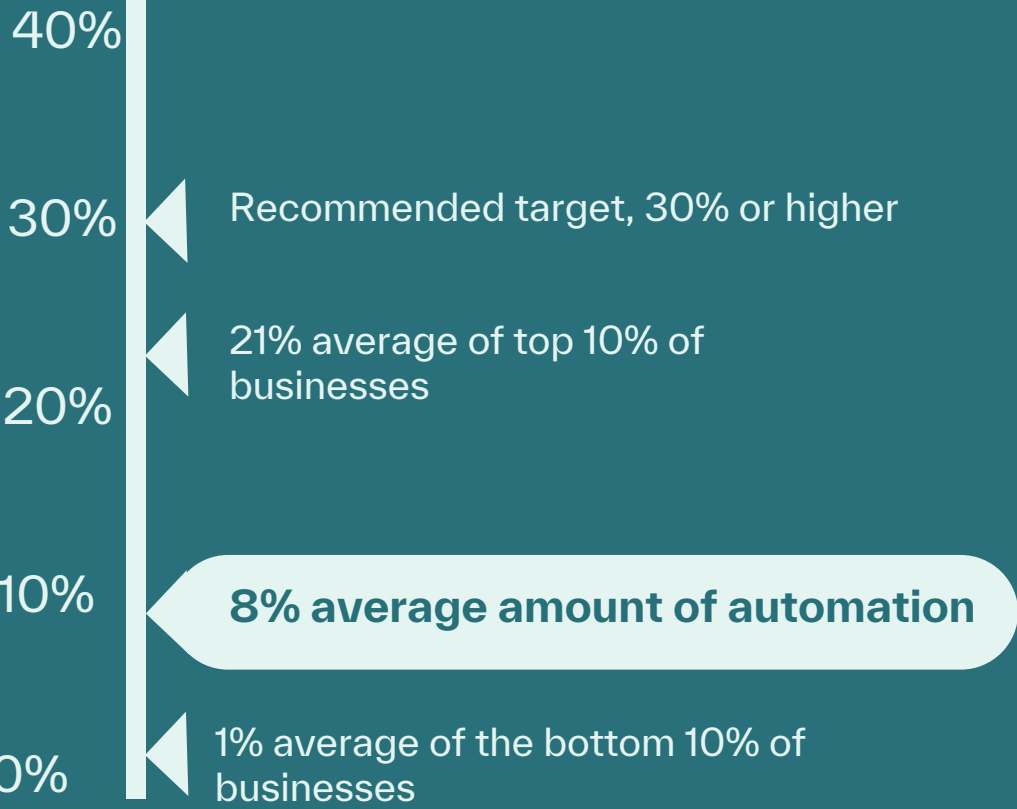 40%
30%
Recommended target, 30% or higher
21% average of top 10% of
businesses
20%
10%
8% average amount of automation
1% average of the bottom 10% of
businesses
0%